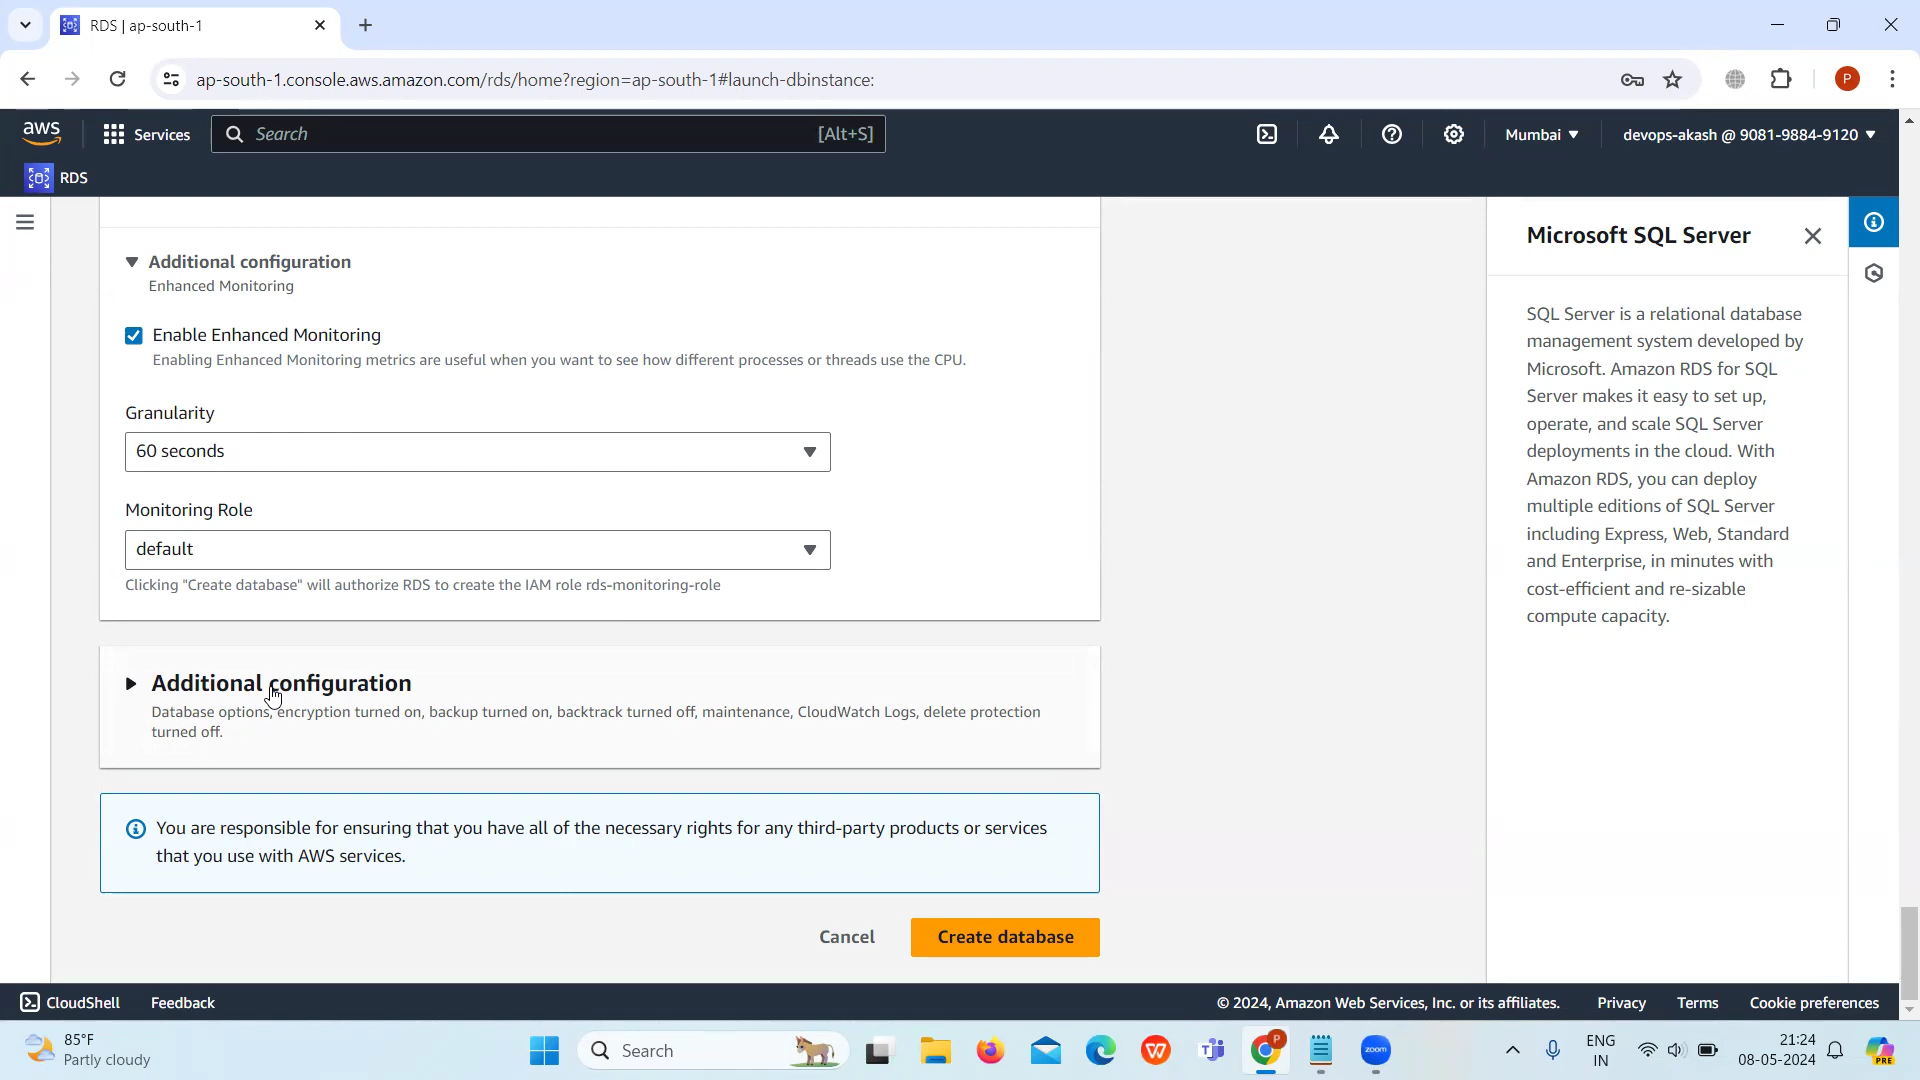 RDS | ap-south-1
ap-south-1.console.aws.amazon.com/rds/home?region=ap-south-1#launch-dbinstance:
P
aws
Services
Search
[Alt+S]
Mumbai
devops-akash @ 9081-9884-9120
RDS
Additional configuration
Enhanced Monitoring
Enable Enhanced Monitoring
Enabling Enhanced Monitoring metrics are useful when you want to see how different processes or threads use the CPU.
Granularity
60 seconds
Monitoring Role
default
Clicking "Create database" will authorize RDS to create the IAM role rds-monitoring-role
Additional configuration
Database options, encryption turned on, backup turned on, backtrack turned off, maintenance, CloudWatch Logs, delete protection
turned off.
You are responsible for ensuring that you have all of the necessary rights for any third-party products or services
that you use with AWS services.
Cancel
Create database
Microsoft SQL Server
SQL Server is a relational database
management system developed by
Microsoft. Amazon RDS for SQL
Server makes it easy to set up,
operate, and scale SQL Server
deployments in the cloud. With
Amazon RDS, you can deploy
multiple editions of SQL Server
including Express, Web, Standard
and Enterprise, in minutes with
cost-efficient and re-sizable
compute capacity.
CloudShell
Feedback
© 2024, Amazon Web Services, Inc. or its affiliates.
Privacy
Terms
Cookie preferences
85°F
Partly cloudy
Search
P
zoom
ENG
IN
21:24
08-05-2024
PRE